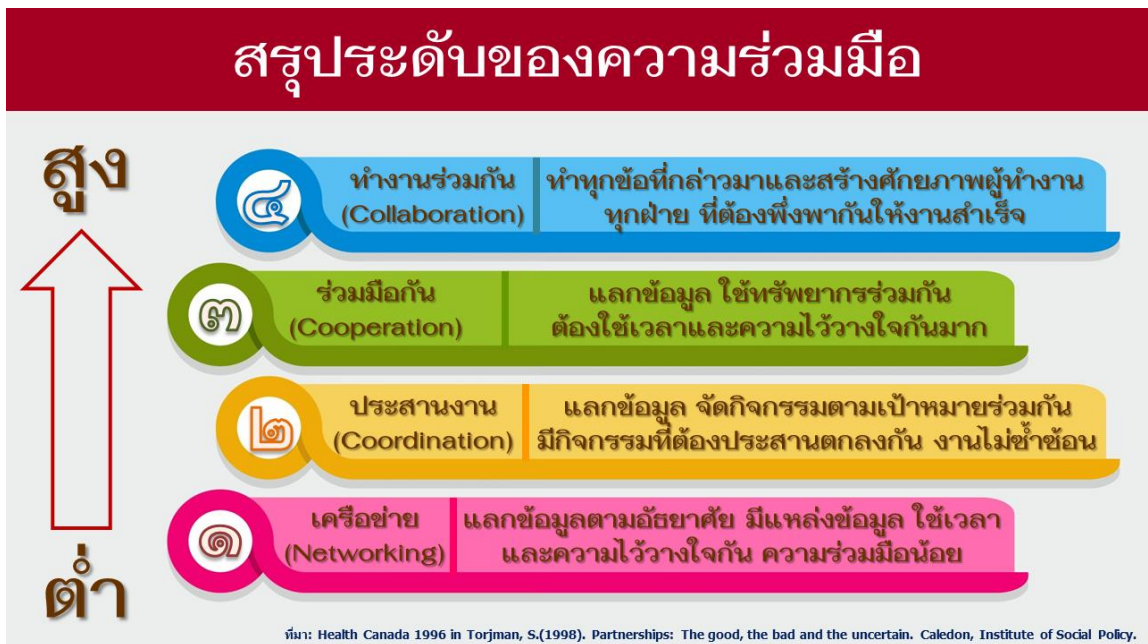 สรุประดับของความร่วมมือ
สูง
๔
ทำงานร่วมกัน
(Collaboration)
ทำทุกข้อที่กล่าวมาและสร้างศักยภาพผู้ทำงาน
ทุกฝ่าย ที่ต้องพึ่งพากันให้งานสำเร็จ
๓
ร่วมมือกัน
(Cooperation)
แลกข้อมูล ใช้ทรัพยากรร่วมกัน
ต้องใช้เวลาและความไว้วางใจกันมาก
๒
ประสานงาน
(Coordination)
แลกข้อมูล จัดกิจกรรมตามเป้าหมายร่วมกัน
มีกิจกรรมที่ต้องประสานตกลงกัน งานไม่ซ้ำซ้อน
๑
เครือข่าย
(Networking)
แลกข้อมูลตามอัธยาศัย มีแหล่งข้อมูล ใช้เวลา
และความไว้วางใจกัน ความร่วมมือน้อย
ต่ำ
ที่มา: Health Canada 1996 in Torjman, S.(1998). Partnerships: The good, the bad and the uncertain. Caledon, Institute of Social Policy.